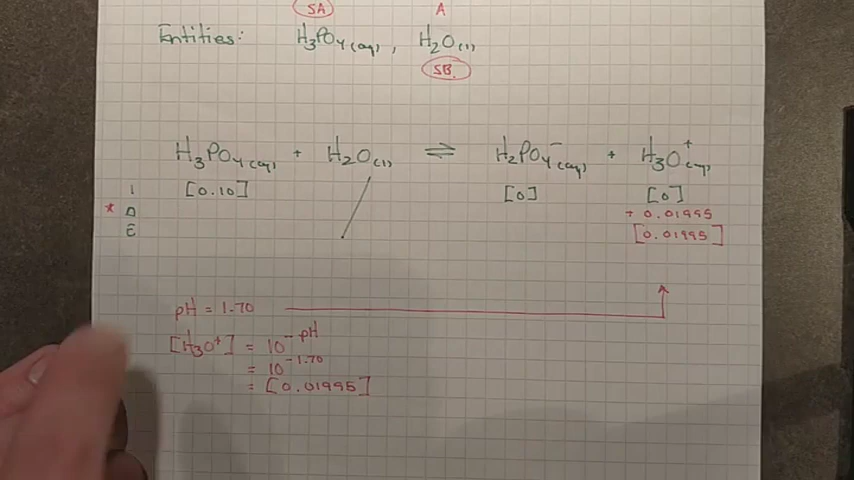 SA A
Entities: H₃PO₄(aq), H₂O(l)
SB
H₃PO₄(aq) + H₂O(l) ⇌ H₂PO₄⁻(aq) + H₃O⁺(aq)
I [0.10] [0] [0]
* Δ + 0.01995
E [0.01995]
pH = 1.70
[H₃O⁺] = 10^-pH
= 10^-1.70
= [0.01995]